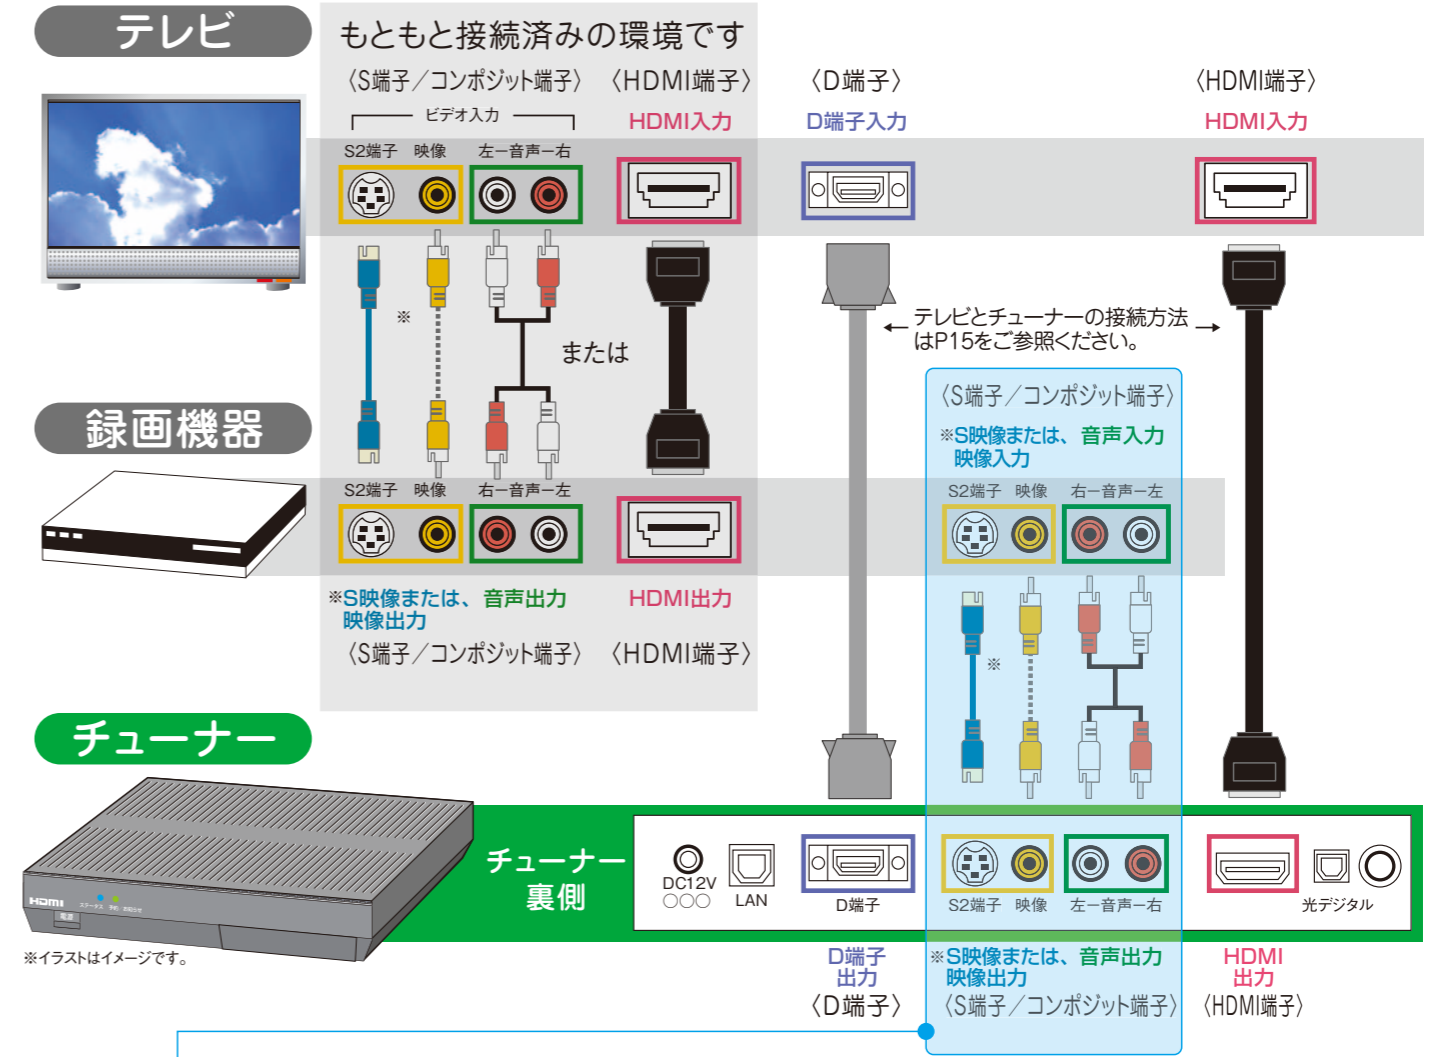 テレビ
もともと接続済みの環境です
〈S端子／コンポジット端子〉
〈HDMI端子〉
〈D端子〉
〈HDMI端子〉
ビデオ入力
HDMI入力
D端子入力
HDMI入力
S2端子 映像 左ー音声ー右
※
または
← テレビとチューナーの接続方法 →
はP15をご参照ください。
録画機器
〈S端子／コンポジット端子〉
※S映像または、音声入力
映像入力
S2端子 映像 右ー音声ー左
S2端子 映像 右ー音声ー左
※S映像または、音声出力
映像出力
HDMI出力
〈S端子／コンポジット端子〉
〈HDMI端子〉
※
チューナー
HDMI
ステータス 予約 お知らせ
電源
※イラストはイメージです。
チューナー
裏側
DC12V
○○○
LAN
D端子
S2端子 映像 左ー音声ー右
光デジタル
D端子
出力
〈D端子〉
※S映像または、音声出力
映像出力
〈S端子／コンポジット端子〉
HDMI
出力
〈HDMI端子〉